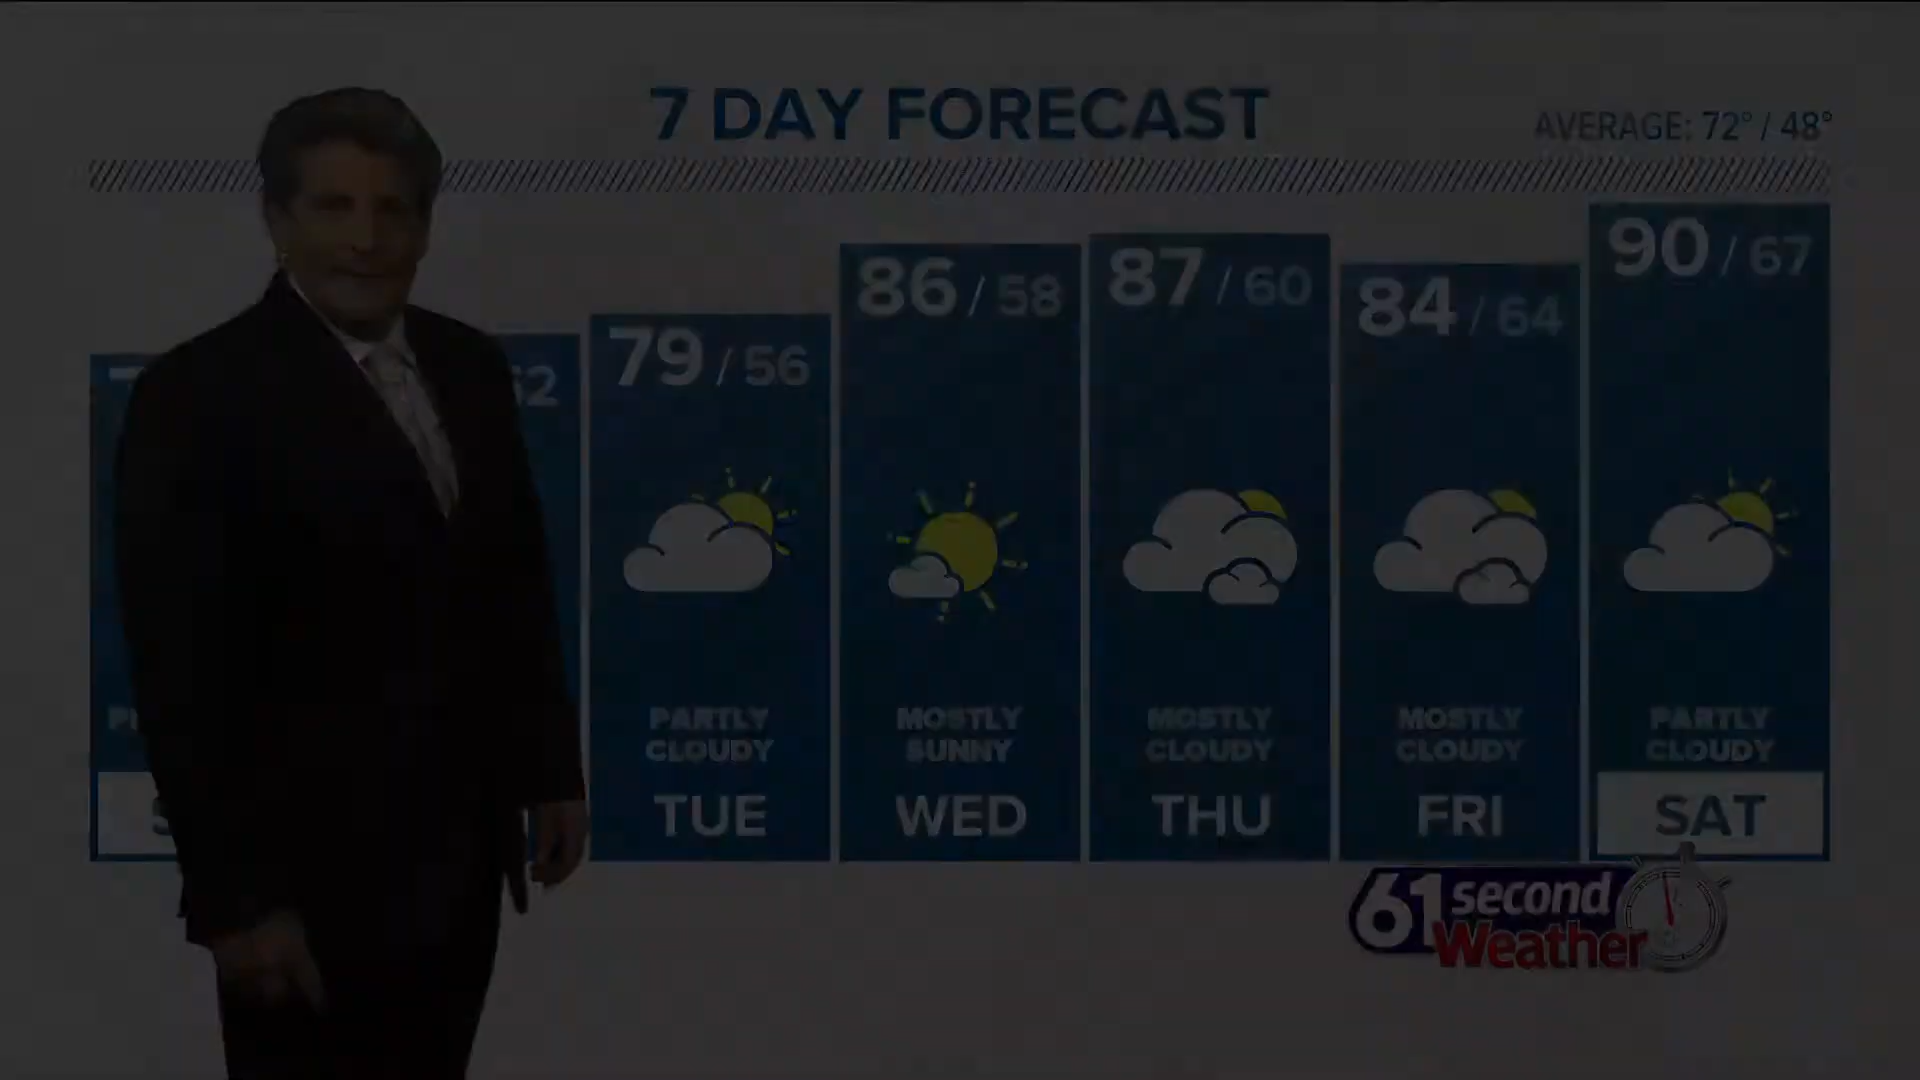 7 DAY FORECAST
AVERAGE: 72° / 48°
79 / 56
86 / 58
87 / 60
84 / 64
90 / 67
PARTLY
CLOUDY
MOSTLY
SUNNY
MOSTLY
CLOUDY
MOSTLY
CLOUDY
PARTLY
CLOUDY
TUE
WED
THU
FRI
SAT
61 second
Weather